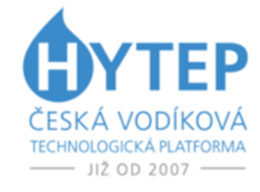 HYTEP
ČESKÁ VODÍKOVÁ
TECHNOLOGICKÁ PLATFORMA
JIŽ OD 2007